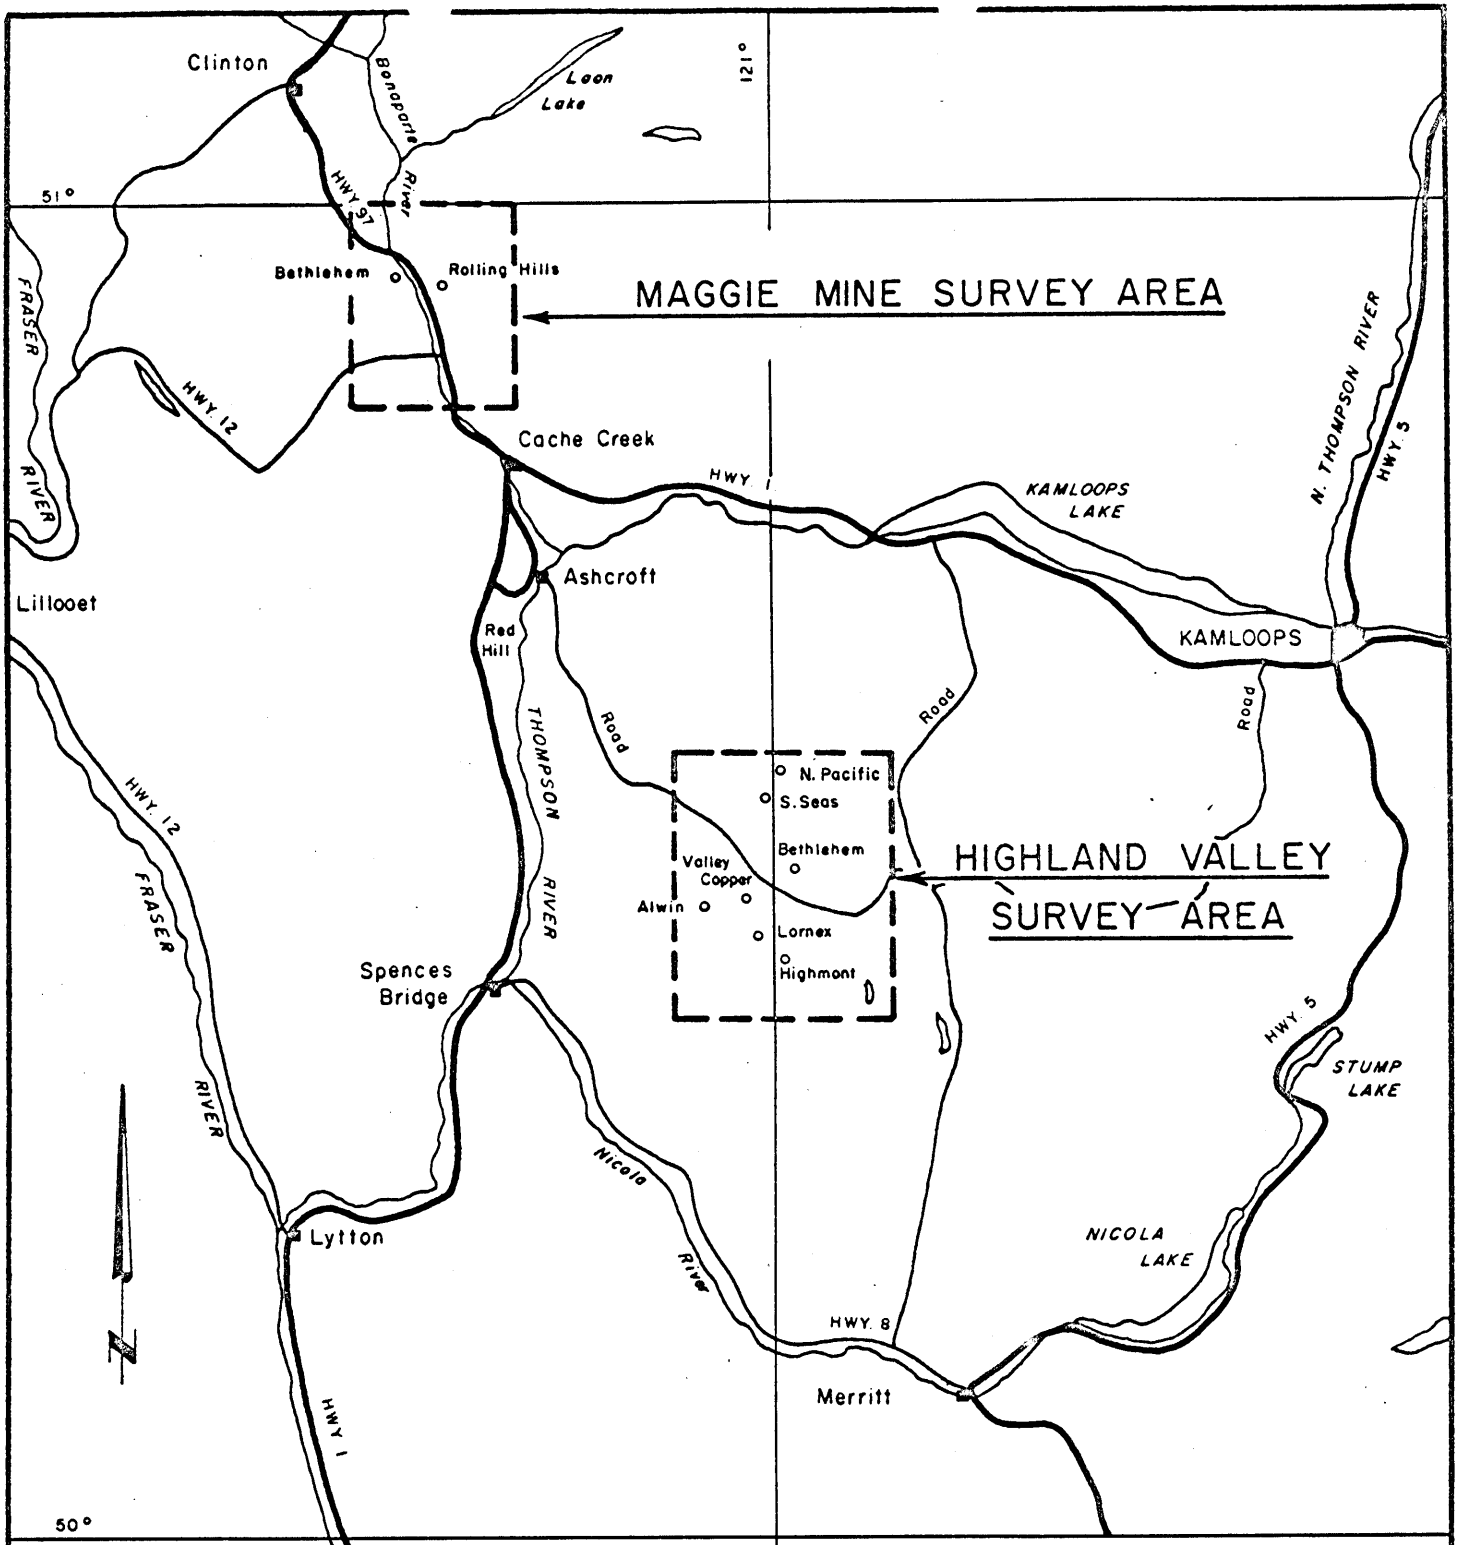 Clinton
121°
Bonaparte
Loon
Lake
River
51°
HWY. 97
Bethlehem
Rolling Hills
MAGGIE MINE SURVEY AREA
FRASER
RIVER
N. THOMPSON RIVER
HWY. 12
HWY. 5
Cache Creek
HWY. 1
KAMLOOPS
LAKE
Ashcroft
Lillooet
Red
Hill
KAMLOOPS
Road
Road
Road
THOMPSON
RIVER
N. Pacific
S. Seas
Bethlehem
Valley
Copper
Alwin
Lornex
Highmont
HIGHLAND VALLEY
SURVEY AREA
HWY. 12
FRASER
RIVER
Spences
Bridge
HWY. 5
STUMP
LAKE
Nicola
River
Lytton
NICOLA
LAKE
HWY. 8
Merritt
N
HWY 1
50°